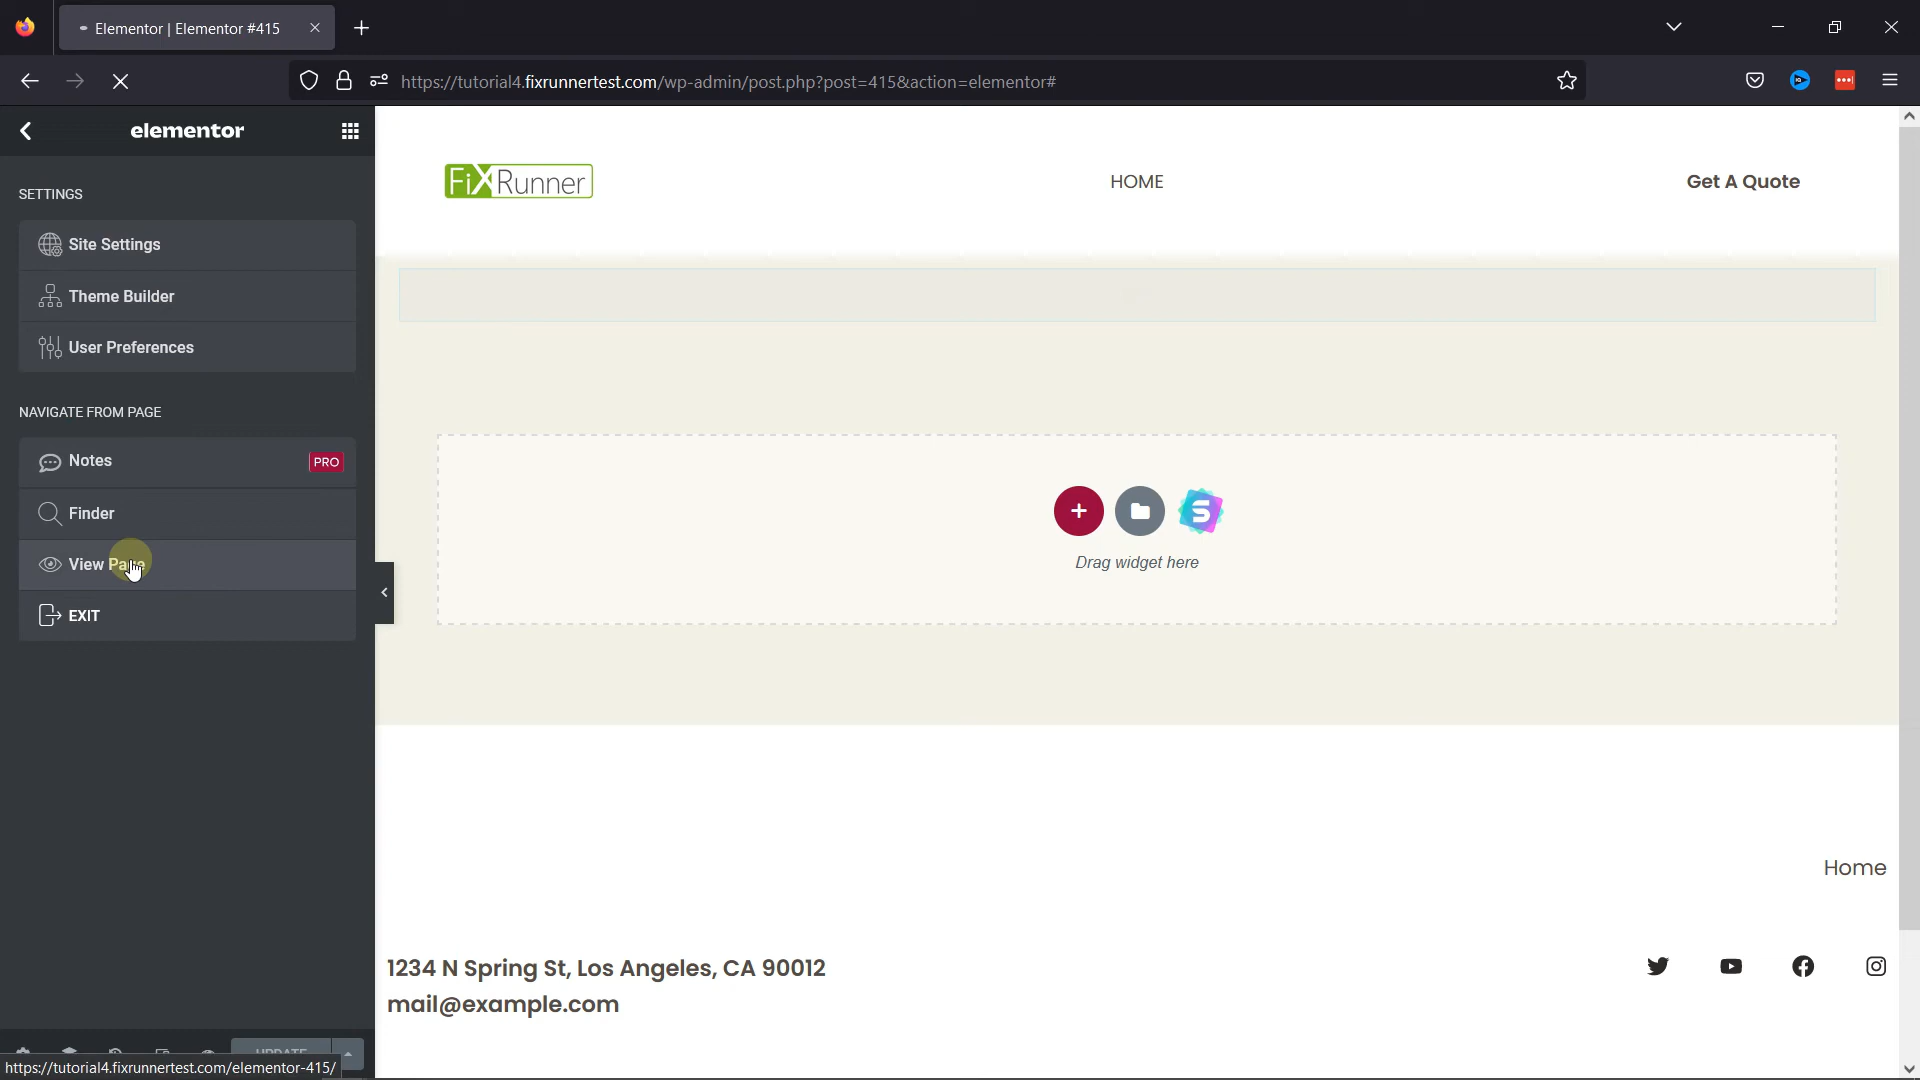 Elementor | Elementor #415
https://tutorial4.fixrunnertest.com/wp-admin/post.php?post=415&action=elementor#
elementor
SETTINGS
Site Settings
Theme Builder
User Preferences
NAVIGATE FROM PAGE
Notes PRO
Finder
View Page
EXIT
UPDATE
https://tutorial4.fixrunnertest.com/elementor-415/
FiXRunner
HOME
Get A Quote
Drag widget here
Home
1234 N Spring St, Los Angeles, CA 90012
mail@example.com